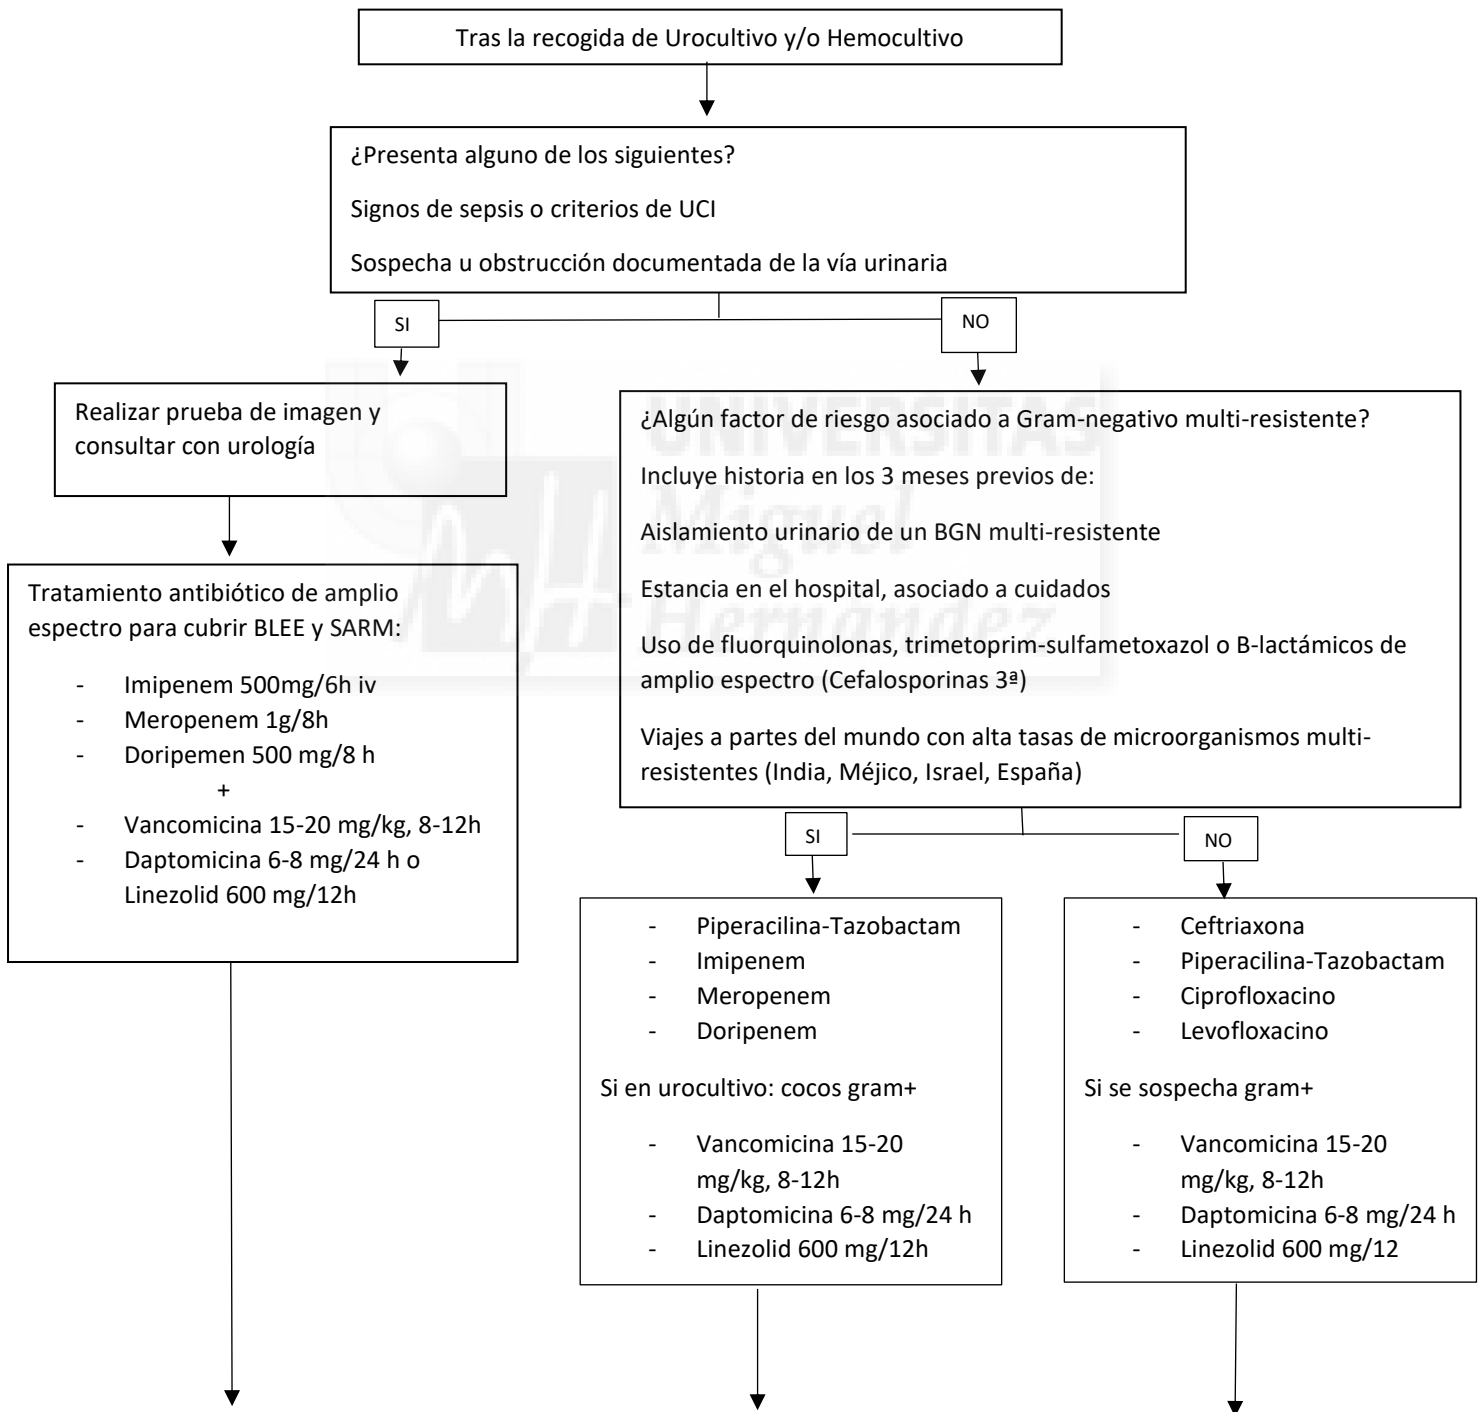 Tras la recogida de Urocultivo y/o Hemocultivo
¿Presenta alguno de los siguientes?
Signos de sepsis o criterios de UCI
Sospecha u obstrucción documentada de la vía urinaria
SI
NO
Realizar prueba de imagen y
consultar con urología
¿Algún factor de riesgo asociado a Gram-negativo multi-resistente?
Incluye historia en los 3 meses previos de:
Aislamiento urinario de un BGN multi-resistente
Estancia en el hospital, asociado a cuidados
Uso de fluorquinolonas, trimetoprim-sulfametoxazol o B-lactámicos de
amplio espectro (Cefalosporinas 3ª)
Viajes a partes del mundo con alta tasas de microorganismos multi-
resistentes (India, Méjico, Israel, España)
Tratamiento antibiótico de amplio
espectro para cubrir BLEE y SARM:
- Imipenem 500mg/6h iv
- Meropenem 1g/8h
- Doripemen 500 mg/8 h
+
- Vancomicina 15-20 mg/kg, 8-12h
- Daptomicina 6-8 mg/24 h o
Linezolid 600 mg/12h
SI
NO
- Piperacilina-Tazobactam
- Imipenem
- Meropenem
- Doripenem
Si en urocultivo: cocos gram+
- Vancomicina 15-20
mg/kg, 8-12h
- Daptomicina 6-8 mg/24 h
- Linezolid 600 mg/12h
- Ceftriaxona
- Piperacilina-Tazobactam
- Ciprofloxacino
- Levofloxacino
Si se sospecha gram+
- Vancomicina 15-20
mg/kg, 8-12h
- Daptomicina 6-8 mg/24 h
- Linezolid 600 mg/12
UNIVERSITAS
Miguel
Hernández